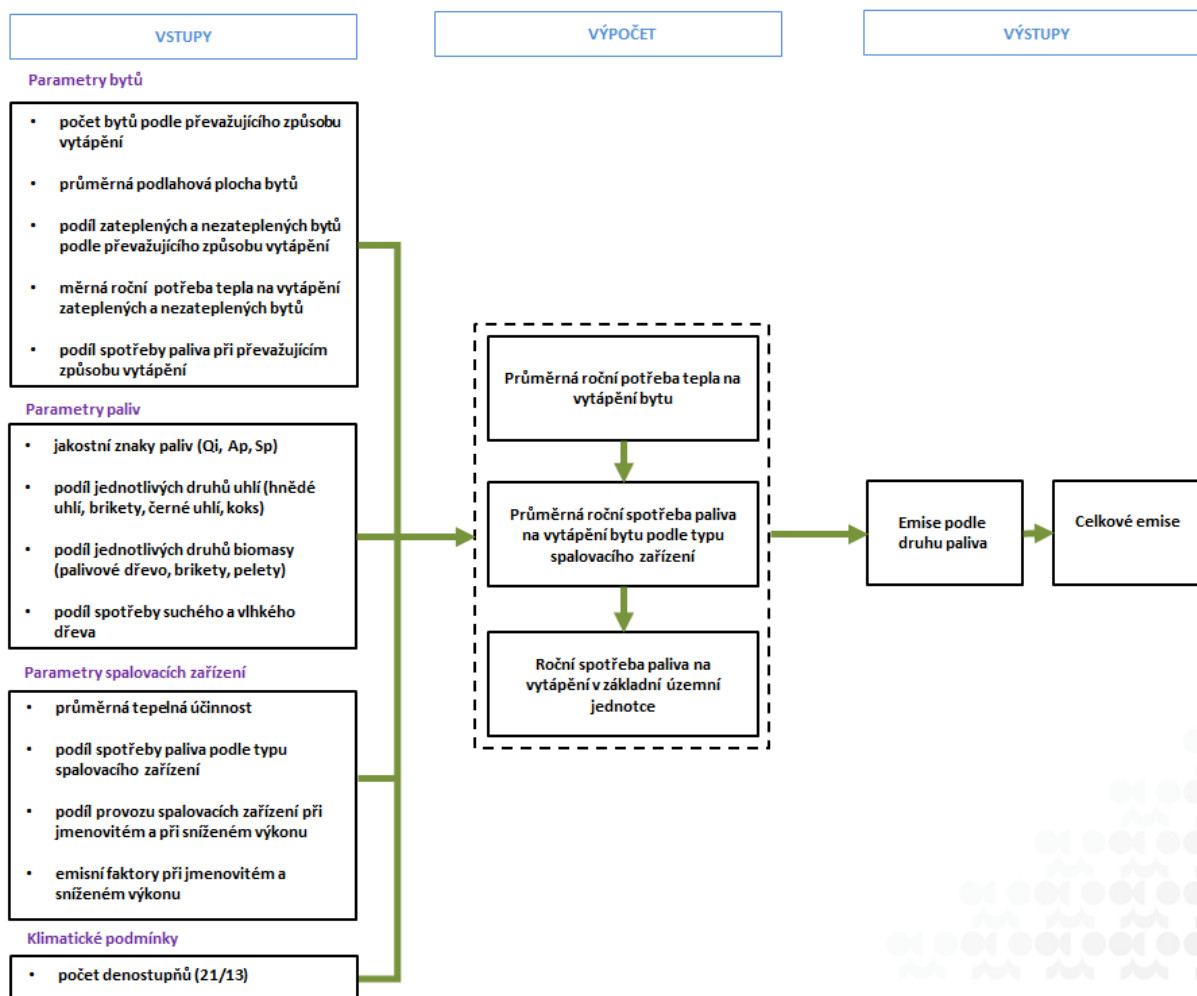 VSTUPY
VÝPOČET
VÝSTUPY
Parametry bytů
• počet bytů podle převažujícího způsobu
vytápění
• průměrná podlahová plocha bytů
• podíl zateplených a nezateplených bytů
podle převažujícího způsobu vytápění
• měrná roční potřeba tepla na vytápění
zateplených a nezateplených bytů
• podíl spotřeby paliva při převažujícím
způsobu vytápění
Parametry paliv
• jakostní znaky paliv (Qi, Ap, Sp)
• podíl jednotlivých druhů uhlí (hnědé
uhlí, brikety, černé uhlí, koks)
• podíl jednotlivých druhů biomasy
(palivové dřevo, brikety, pelety)
• podíl spotřeby suchého a vlhkého
dřeva
Parametry spalovacích zařízení
• průměrná tepelná účinnost
• podíl spotřeby paliva podle typu
spalovacího zařízení
• podíl provozu spalovacích zařízení při
jmenovitém a při sníženém výkonu
• emisní faktory při jmenovitém a
sníženém výkonu
Klimatické podmínky
• počet denostupňů (21/13)
Průměrná roční potřeba tepla na
vytápění bytu
Průměrná roční spotřeba paliva
na vytápění bytu podle typu
spalovacího zařízení
Roční spotřeba paliva na
vytápění v základní územní
jednotce
Emise podle
druhu paliva
Celkové emise